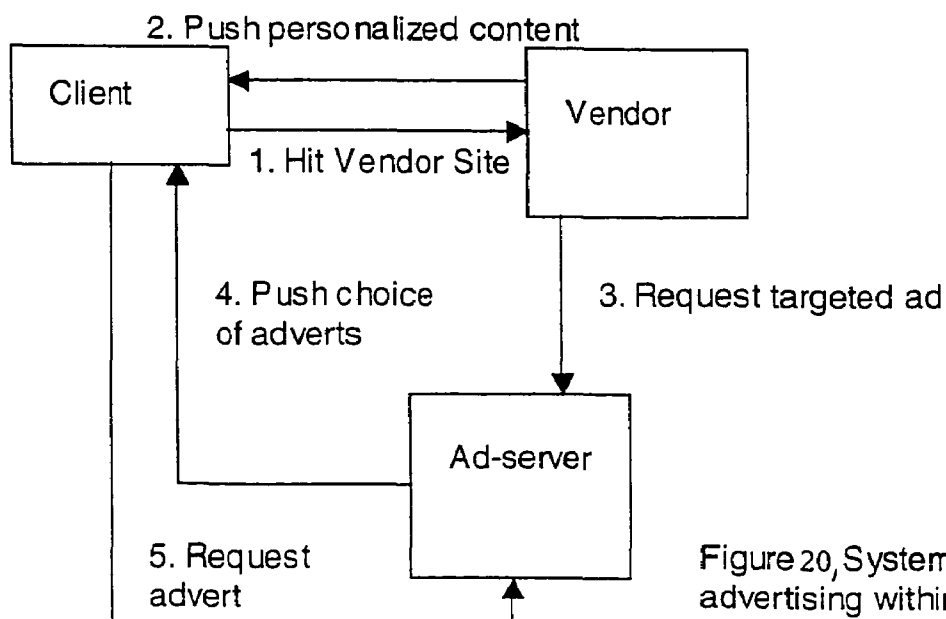 2. Push personalized content
Client
Vendor
1. Hit Vendor Site
4. Push choice
of adverts
3. Request targeted ad
Ad-server
5. Request
advert
Figure 20, System
advertising within